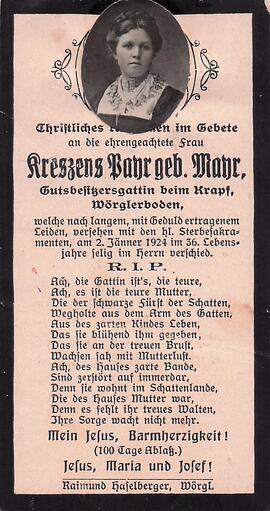 Christliches Andenken im Gebete
an die ehrengeachtete Frau
Kreszens Pahr geb. Mayr,
Gutsbesitzersgattin beim Krapf,
Wörglerboden,
welche nach langem, mit Geduld ertragenem
Leiden, versehen mit den hl. Sterbesakra-
menten, am 2. Jänner 1924 im 36. Lebens-
jahre selig im Herrn verschied.
R. I. P.
Ach, die Gattin ist's, die teure,
Ach, es ist die teure Mutter,
Die der schwarze Fürst der Schatten,
Wegholte aus dem Arm des Gatten,
Aus des zarten Kindes Leben,
Das sie blühend ihm gegeben,
Das sie an der treuen Brust,
Wachsen sah mit Mutterlust.
Ach, des Hauses zarte Bande,
Sind zerstört auf immerdar,
Denn sie wohnt im Schattenlande,
Die des Hauses Mutter war,
Denn es fehlt ihr treues Walten,
Ihre Sorge wacht nicht mehr.
Mein Jesus, Barmherzigkeit!
(100 Tage Ablaß.)
Jesus, Maria und Josef!
Raimund Haselberger, Wörgl.